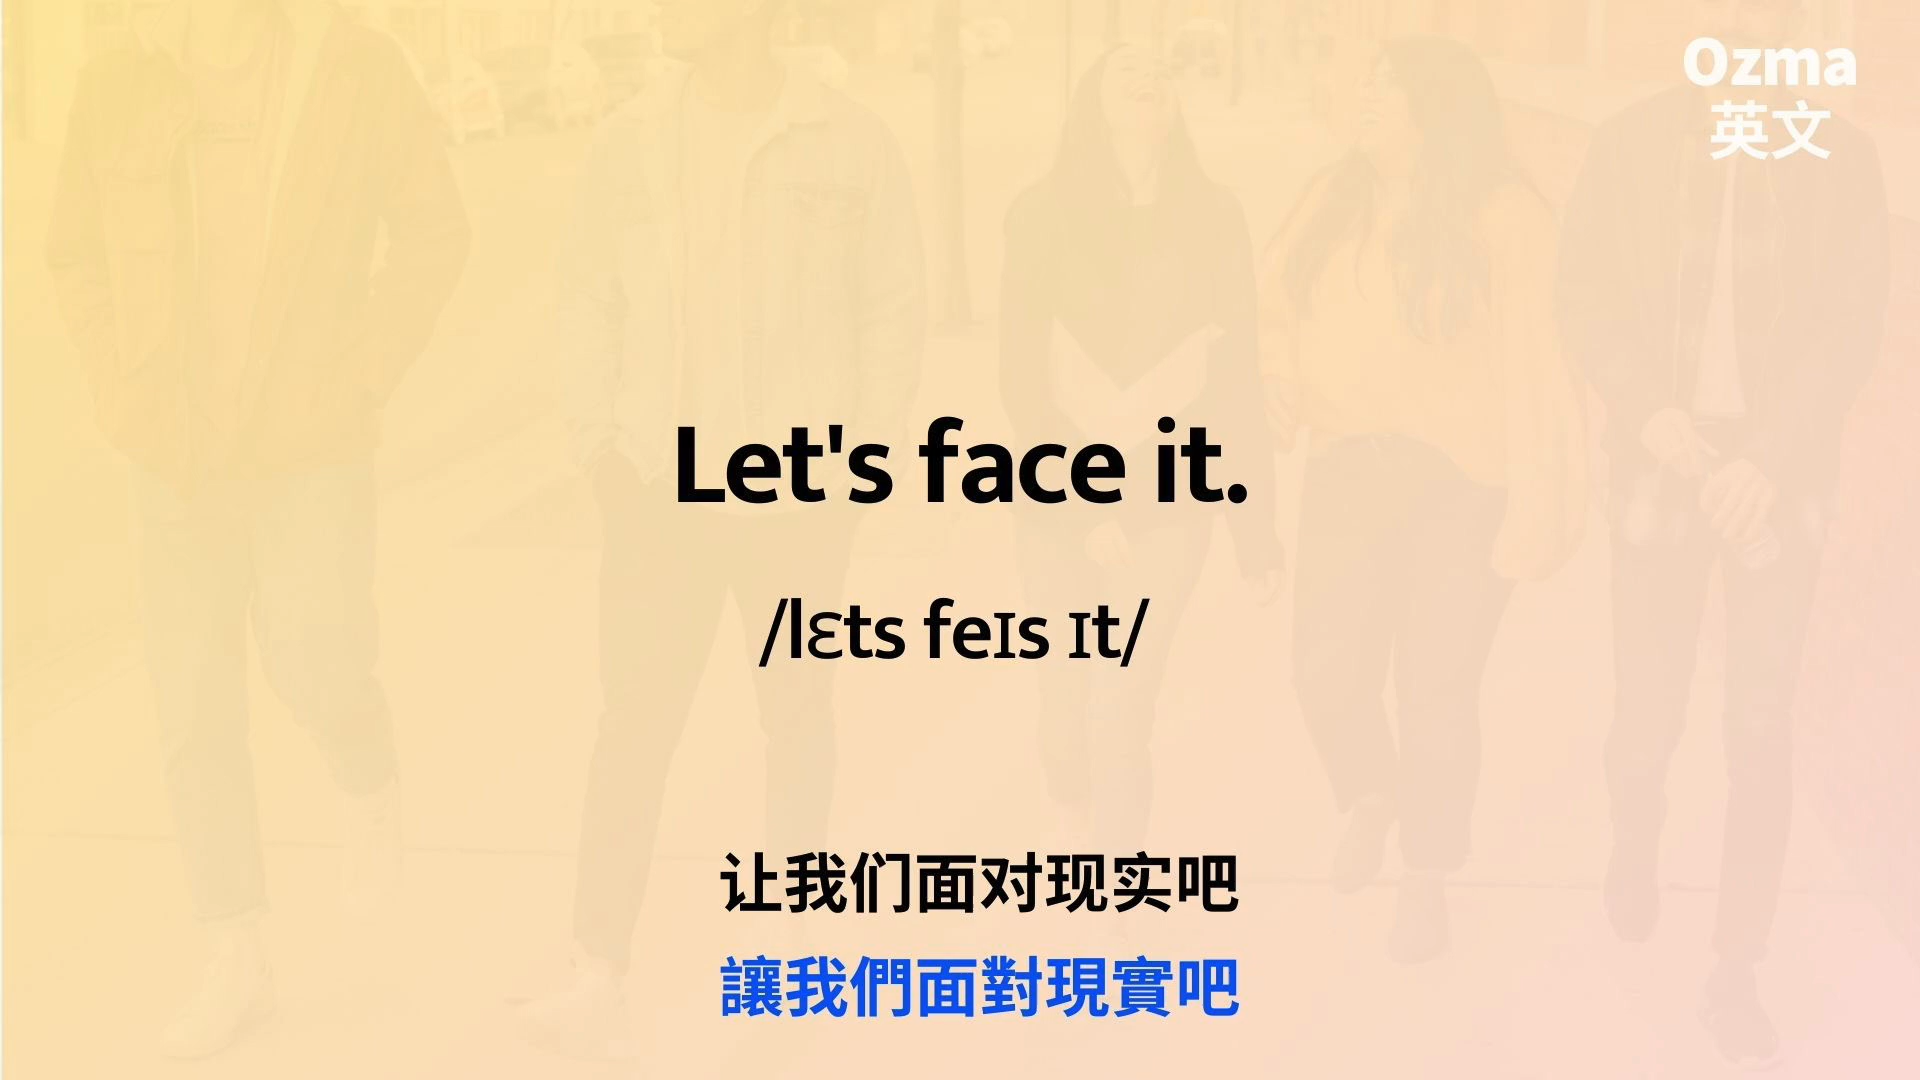 Ozma
英文
Let's face it.
/lɛts feɪs ɪt/
让我们面对现实吧
讓我們面對現實吧